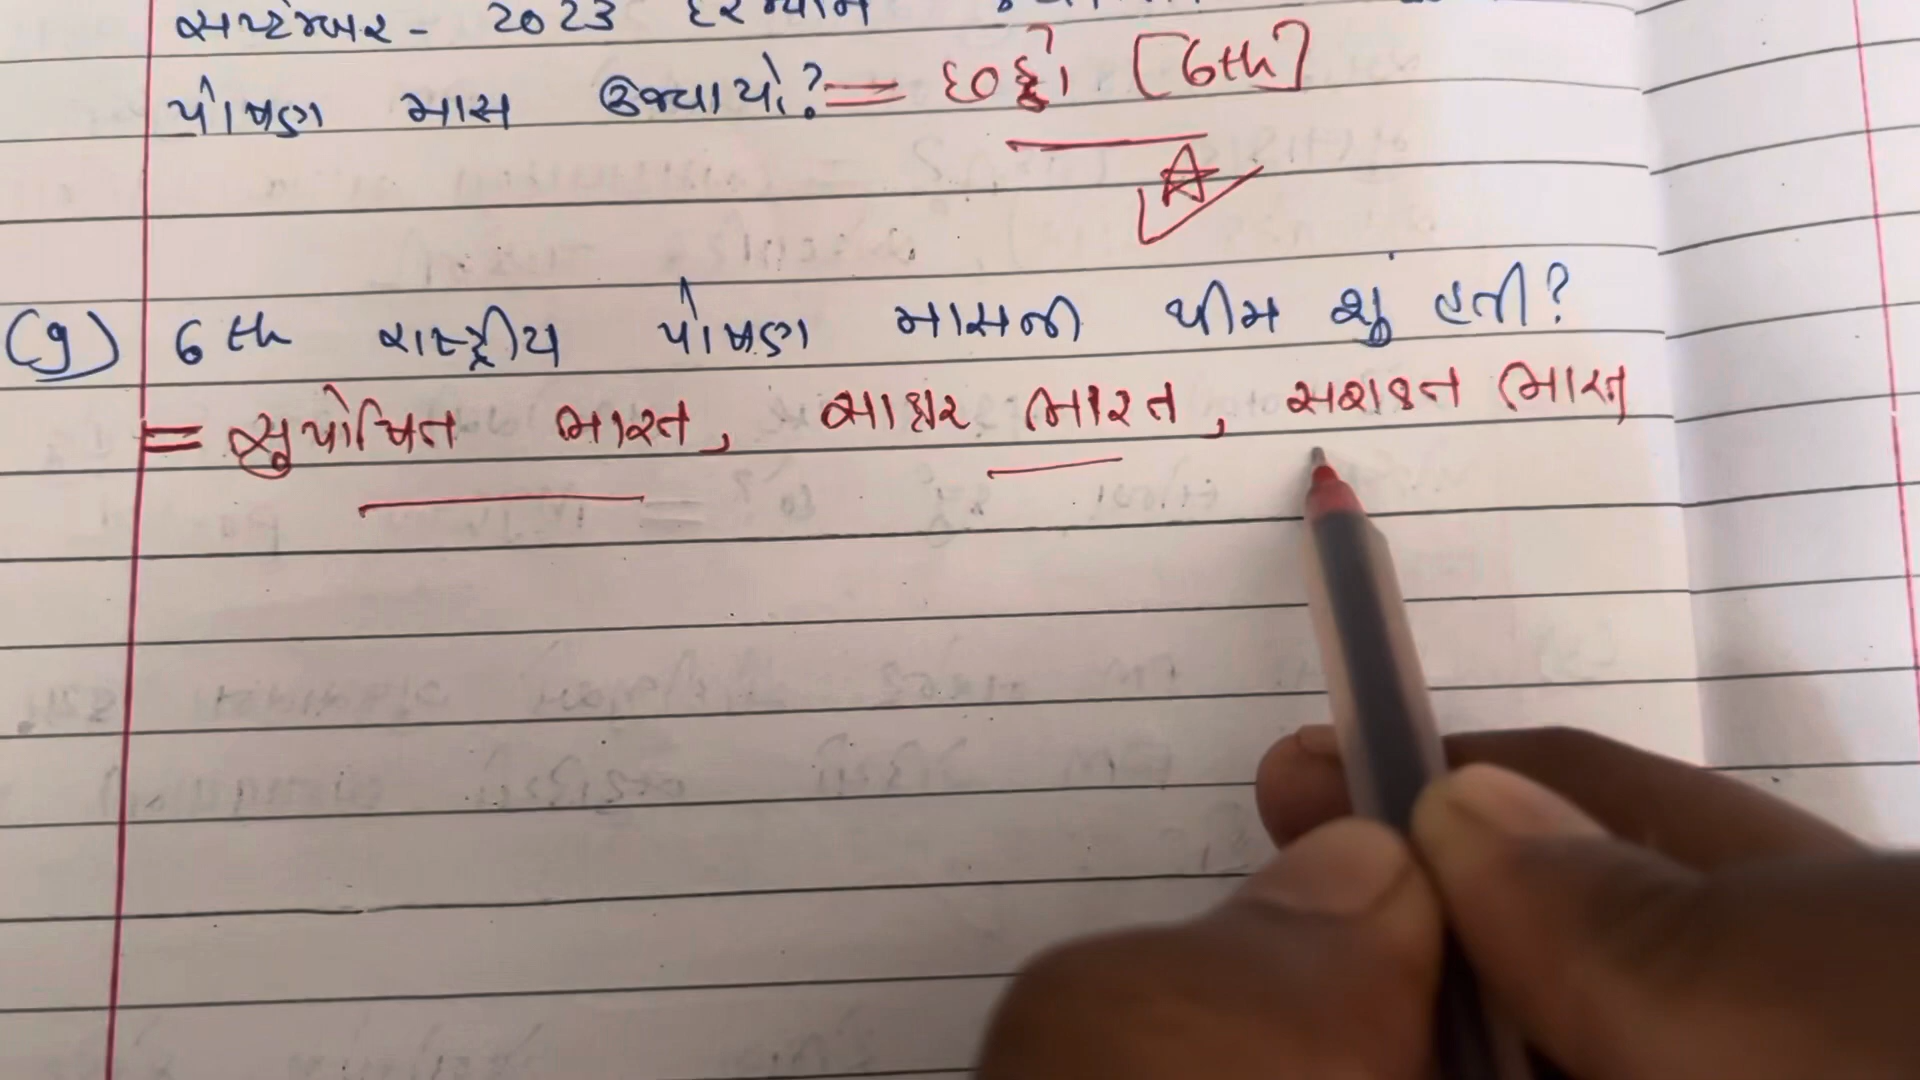 સપ્ટેમ્બર - 2023 દરમ્યાન
પોષણ માસ ઉજવાયો? = છઠ્ઠો [6th]
(9) 6th રાષ્ટ્રીય પોષણ માસની થીમ શું હતી?
= સુપોષિત ભારત, સાક્ષર ભારત, સશક્ત ભારત